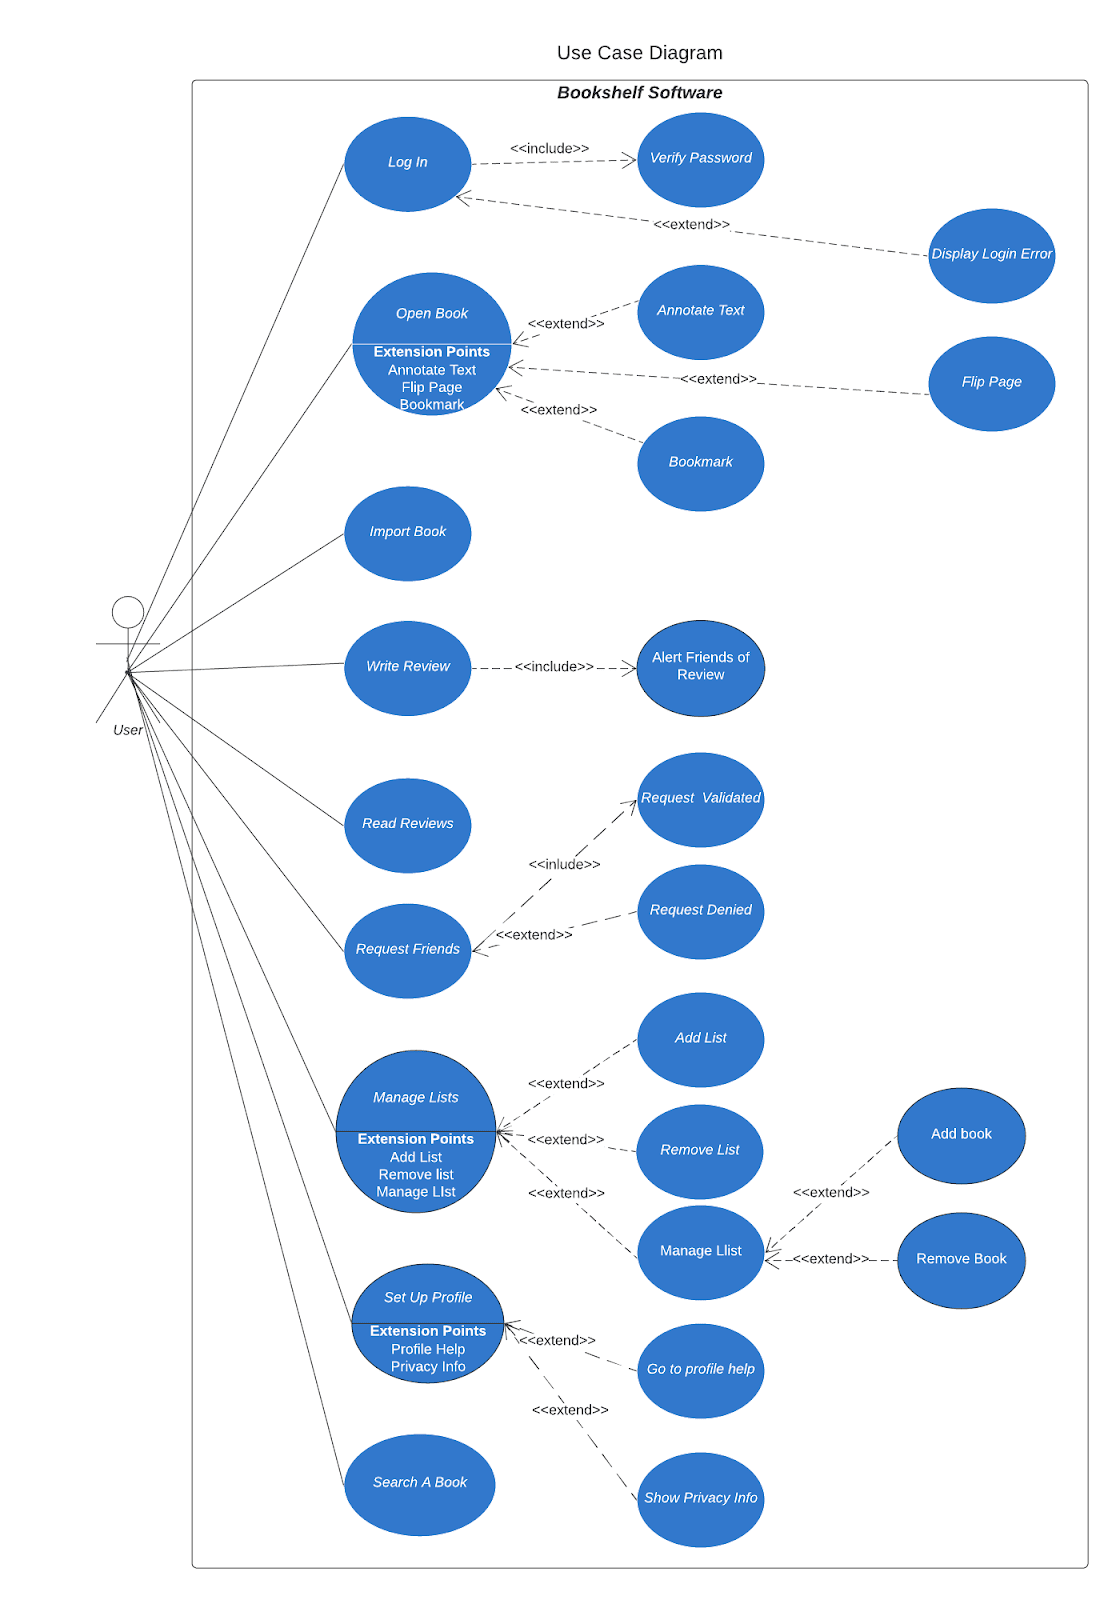 Use Case Diagram
Bookshelf Software
Log In
<<include>>
Verify Password
<<extend>>
Display Login Error
Open Book
Extension Points
Annotate Text
Flip Page
Bookmark
<<extend>>
Annotate Text
<<extend>>
Flip Page
<<extend>>
Bookmark
Import Book
User
Write Review
<<include>>
Alert Friends of
Review
Read Reviews
Request  Validated
<<inlude>>
Request Friends
<<extend>>
Request Denied
Manage Lists
Extension Points
Add List
Remove list
Manage LIst
<<extend>>
Add List
<<extend>>
Remove List
<<extend>>
Manage Llist
<<extend>>
Add book
<<extend>>
Remove Book
Set Up Profile
Extension Points
Profile Help
Privacy Info
<<extend>>
Go to profile help
<<extend>>
Show Privacy Info
Search A Book